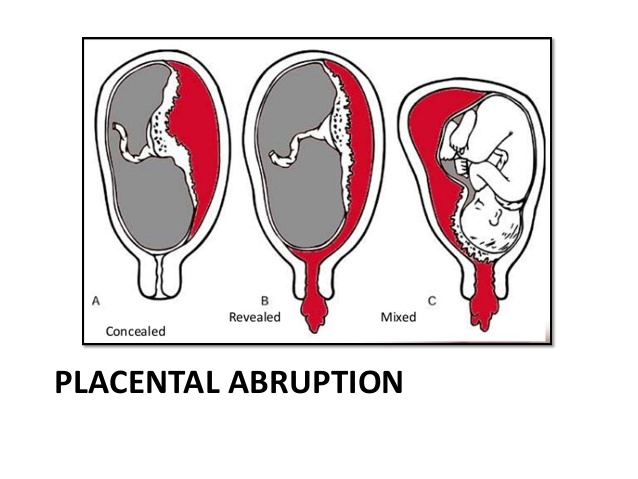 A
B
C
Concealed
Revealed
Mixed
PLACENTAL ABRUPTION